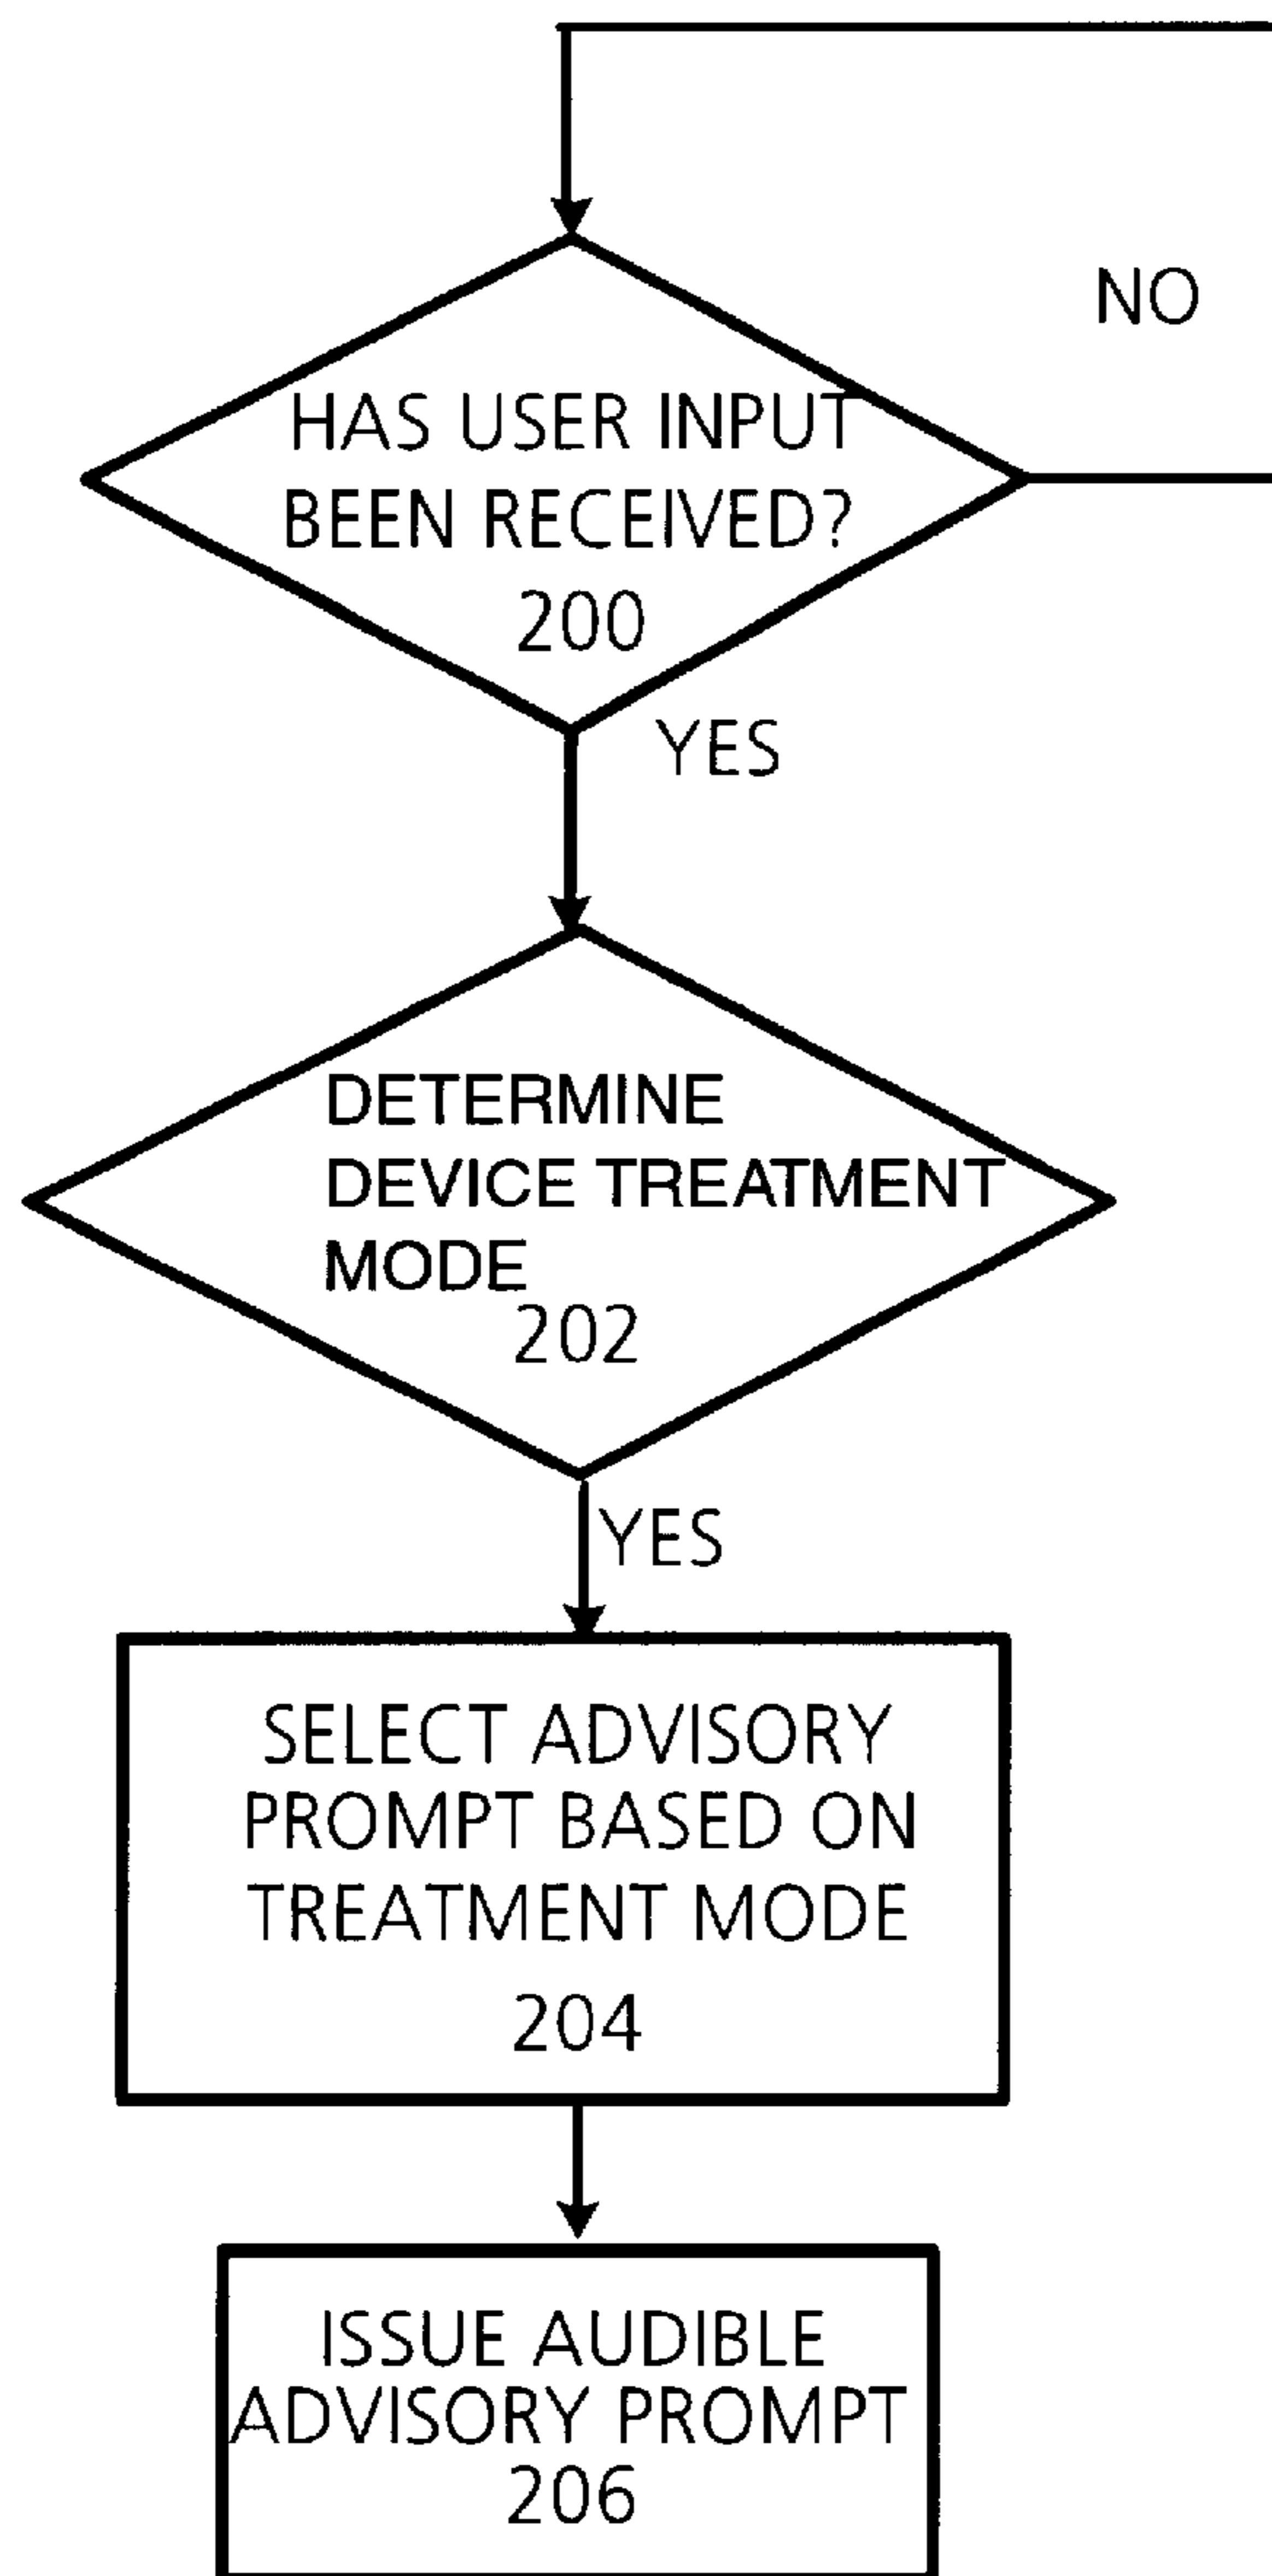 NO
HAS USER INPUT
BEEN RECEIVED?
200
YES
DETERMINE
DEVICE TREATMENT
MODE
202
YES
SELECT ADVISORY
PROMPT BASED ON
TREATMENT MODE
204
ISSUE AUDIBLE
ADVISORY PROMPT
206